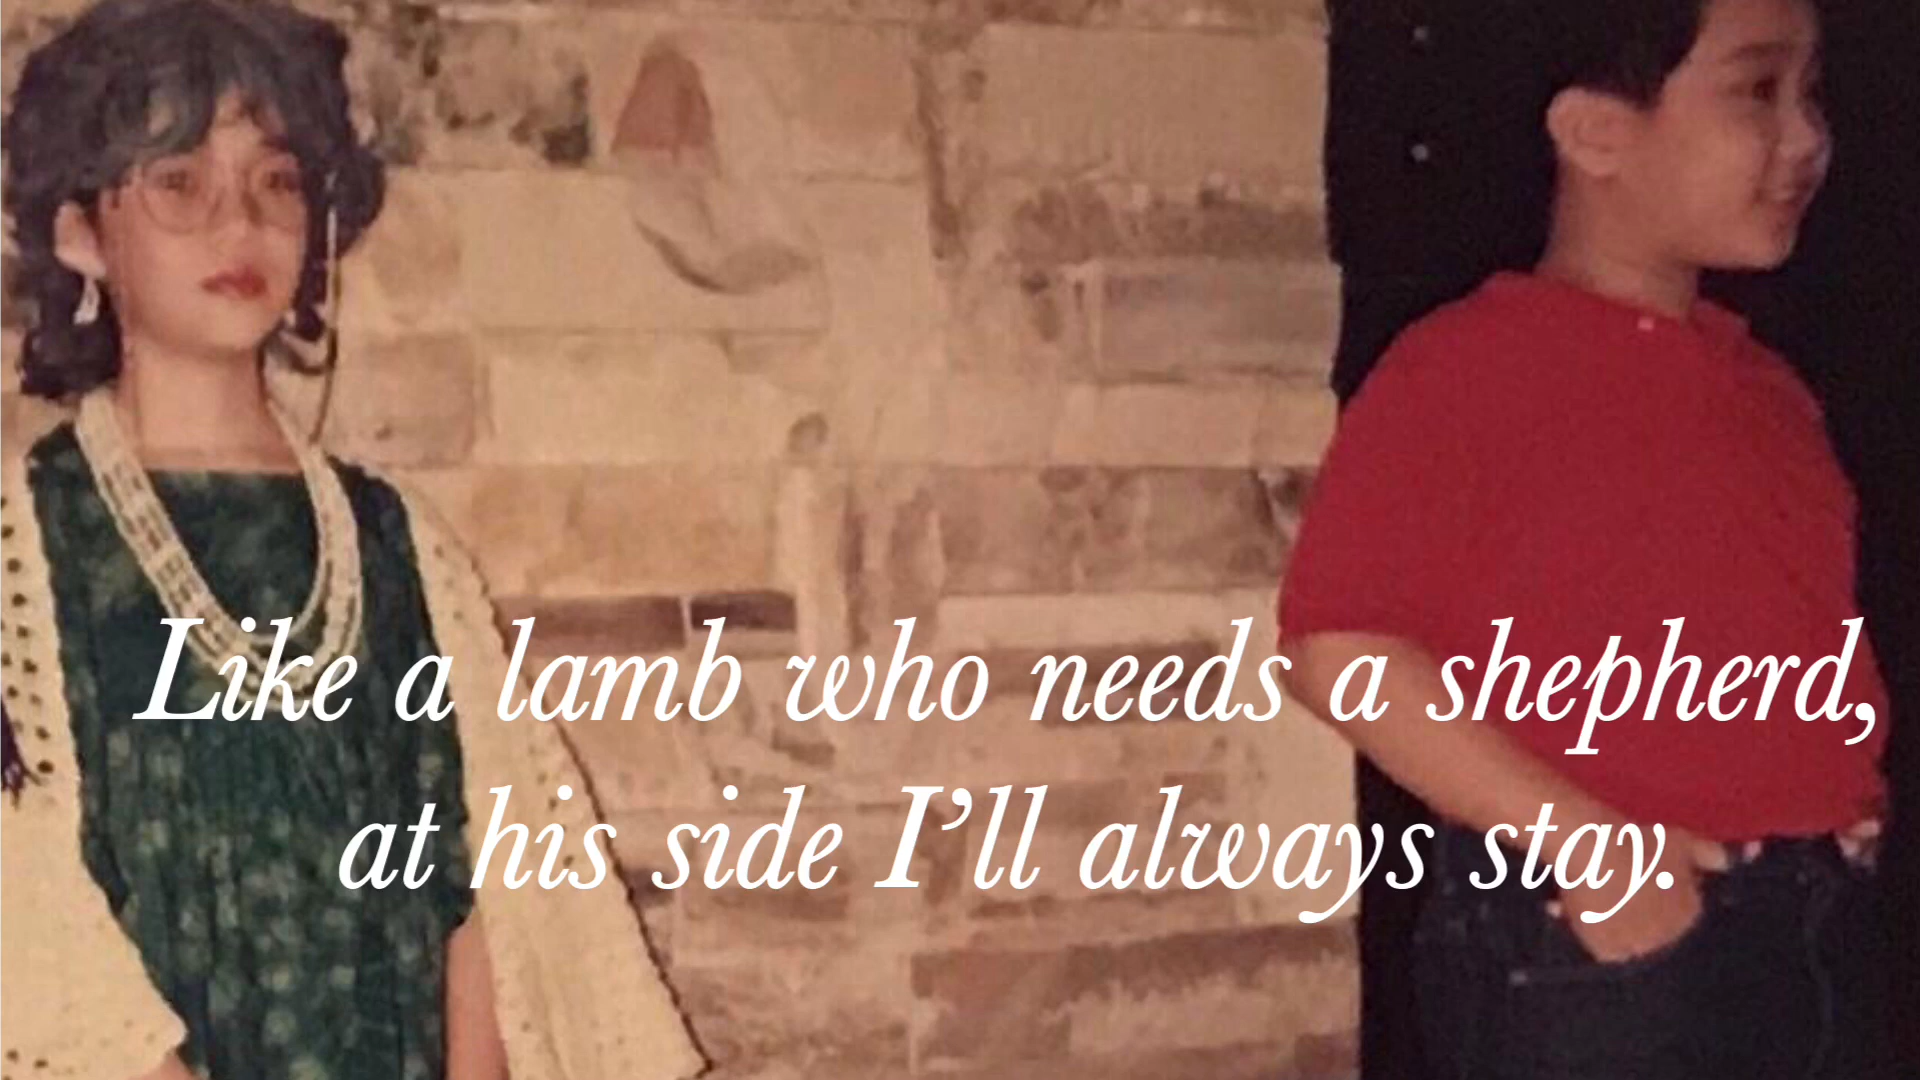 Like a lamb who needs a shepherd,
at his side I’ll always stay.